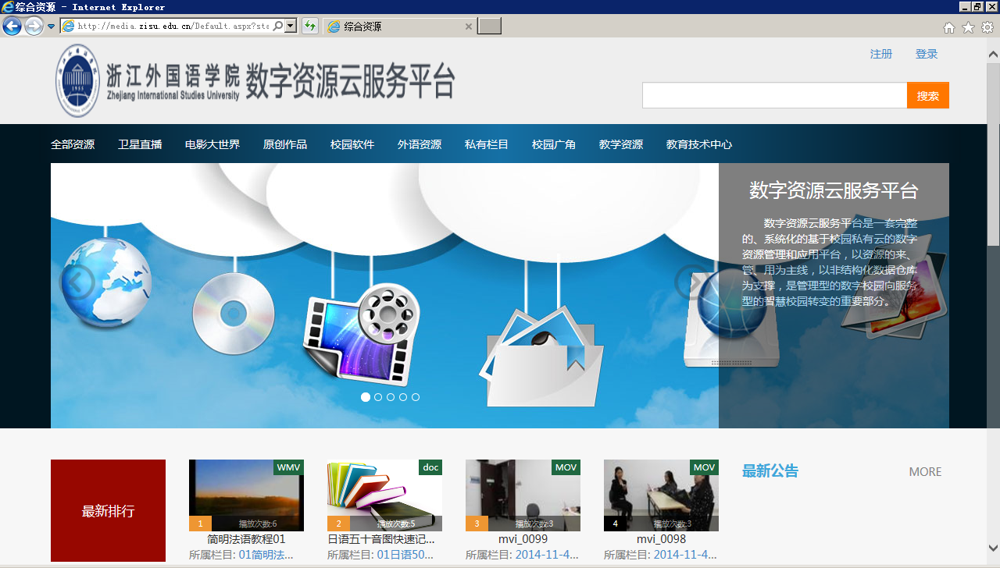 综合资源 - Internet Explorer
http://media.zisu.edu.cn/Default.aspx?sta
综合资源
注册
登录
浙江外国语学院
Zhejiang International Studies University
数字资源云服务平台
1955
搜索
全部资源
卫星直播
电影大世界
原创作品
校园软件
外语资源
私有栏目
校园广角
教学资源
教育技术中心
数字资源云服务平台
数字资源云服务平台是一套完整
的、系统化的基于校园私有云的数字
资源管理和应用平台，以资源的来、
管、用为主线，以非结构化数据仓库
为支撑，是管理型的数字校园向服务
型的智慧校园转变的重要部分。
最新排行
WMV
1
播放次数:6
简明法语教程01
所属栏目: 01简明法...
doc
2
播放次数:5
日语五十音图快速记...
所属栏目: 01日语50...
MOV
3
播放次数:3
mvi_0099
所属栏目: 2014-11-4...
MOV
4
播放次数:3
mvi_0098
所属栏目: 2014-11-4...
最新公告
MORE